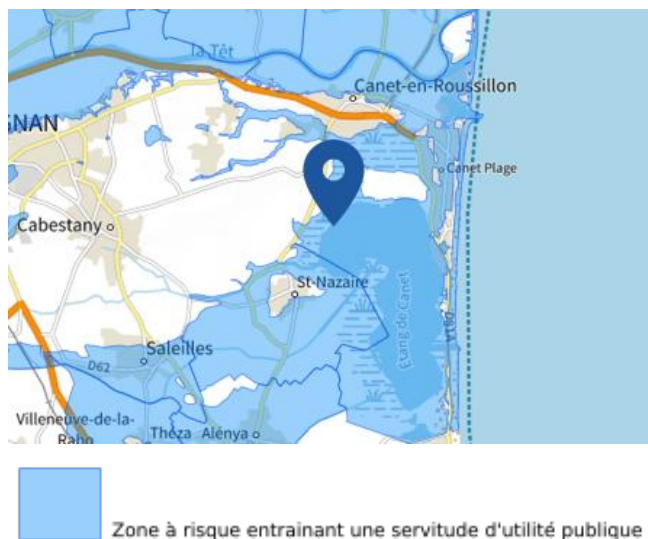 la Têt
Canet-en-Roussillon
NAN
Canet Plage
Cabestany
St-Nazaire
Etang de Canet
D81A
Saleilles
D62
Villeneuve-de-la-
Raho
Théza Alénya
Zone à risque entrainant une servitude d'utilité publique